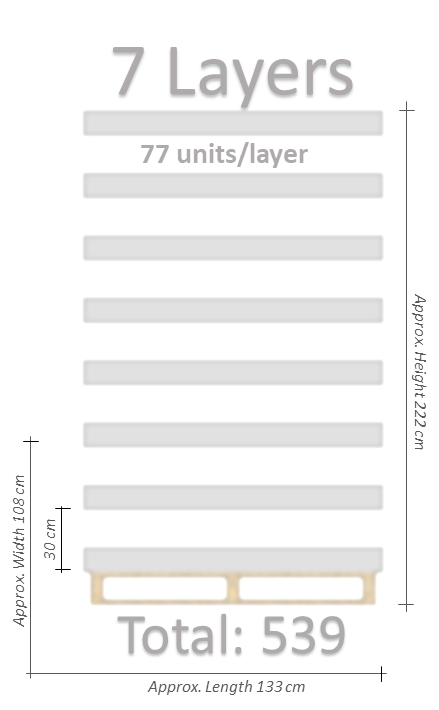 7 Layers
77 units/layer
Approx. Height 222 cm
Approx. Width 108 cm
30 cm
Total: 539
Approx. Length 133 cm